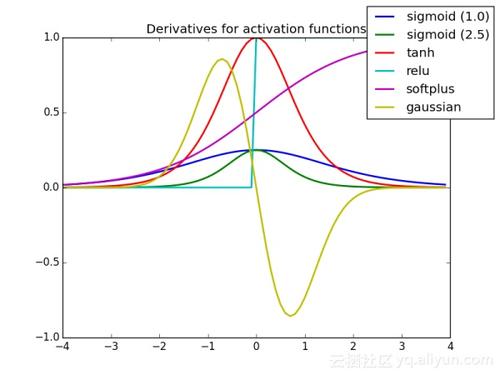 Derivatives for activation functions
sigmoid (1.0)
sigmoid (2.5)
tanh
relu
softplus
gaussian
1.0
0.5
0.0
−0.5
−1.0
−4 −3 −2 −1 0 1 2 3 4
云栖社区 yq.aliyun.com